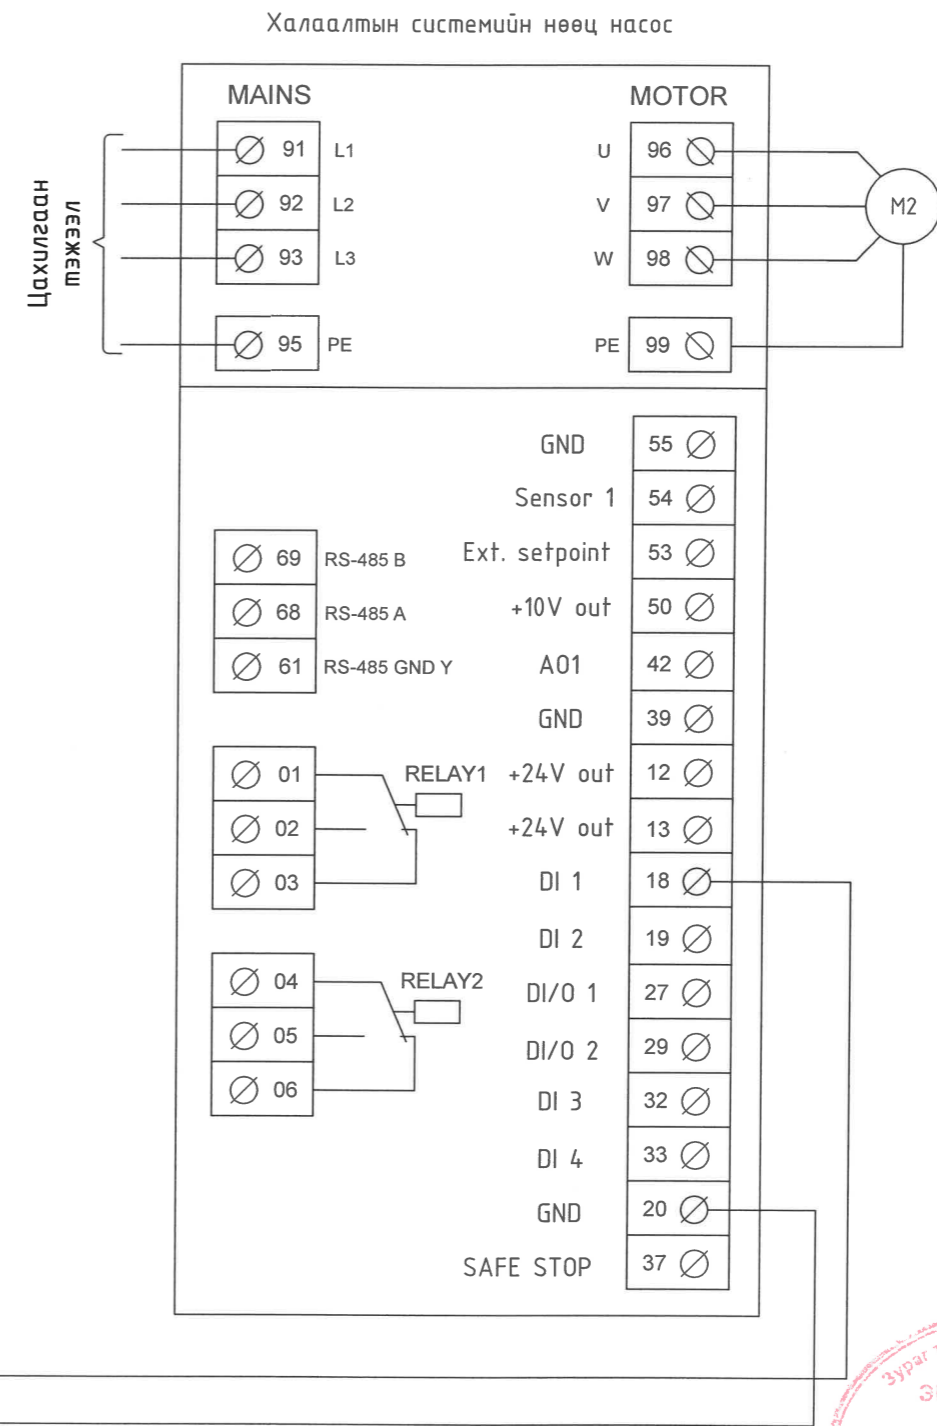 Халаалтын системийн нөөц насос
MAINS
MOTOR
Цахилгаан
тэжээл
91 L1
92 L2
93 L3
95 PE
U 96
V 97
W 98
PE 99
M2
GND 55
Sensor 1 54
Ext. setpoint 53
+10V out 50
AO1 42
GND 39
+24V out 12
+24V out 13
DI 1 18
DI 2 19
DI/O 1 27
DI/O 2 29
DI 3 32
DI 4 33
GND 20
SAFE STOP 37
69 RS-485 B
68 RS-485 A
61 RS-485 GND Y
01
02
03
RELAY1
04
05
06
RELAY2
Зураг